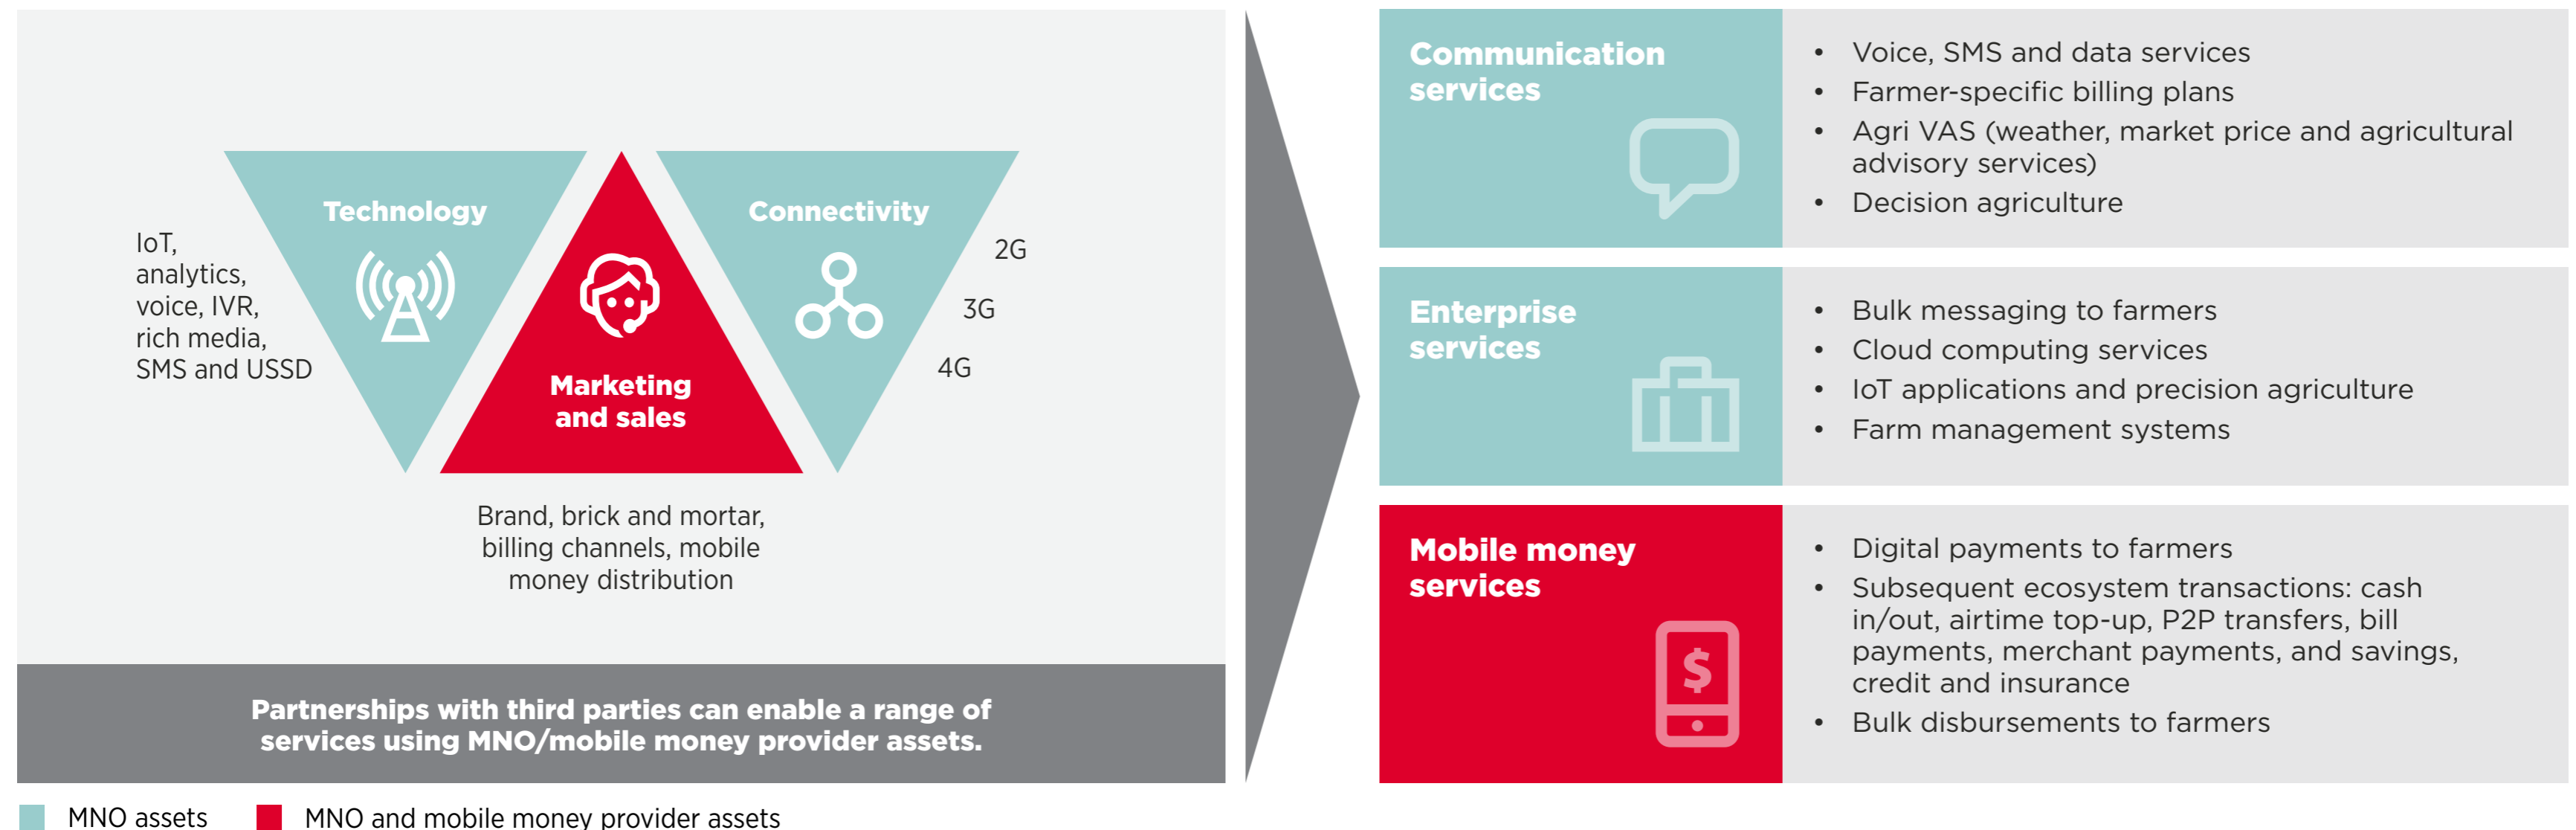 Technology
IoT,
analytics,
voice, IVR,
rich media,
SMS and USSD
Marketing
and sales
Brand, brick and mortar,
billing channels, mobile
money distribution
Connectivity
2G
3G
4G
Partnerships with third parties can enable a range of
services using MNO/mobile money provider assets.
Communication
services
• Voice, SMS and data services
• Farmer-specific billing plans
• Agri VAS (weather, market price and agricultural
advisory services)
• Decision agriculture
Enterprise
services
• Bulk messaging to farmers
• Cloud computing services
• IoT applications and precision agriculture
• Farm management systems
Mobile money
services
$
• Digital payments to farmers
• Subsequent ecosystem transactions: cash
in/out, airtime top-up, P2P transfers, bill
payments, merchant payments, and savings,
credit and insurance
• Bulk disbursements to farmers
MNO assets
MNO and mobile money provider assets